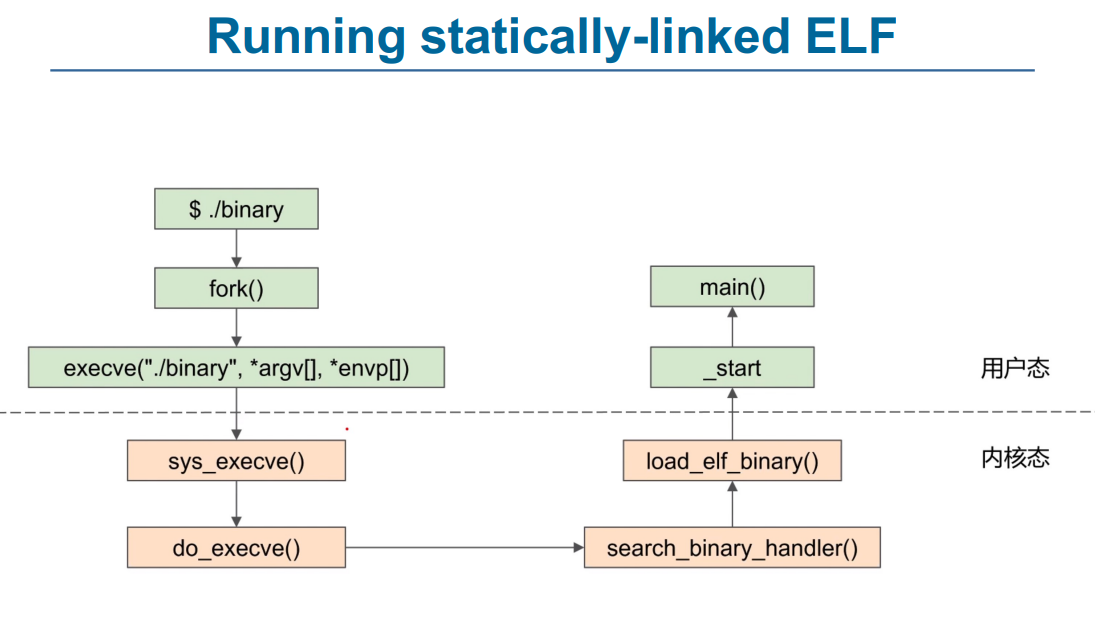 Running statically-linked ELF
$ ./binary
fork()
execve("./binary", *argv[], *envp[])
sys_execve()
do_execve()
search_binary_handler()
load_elf_binary()
_start
main()
用户态
内核态